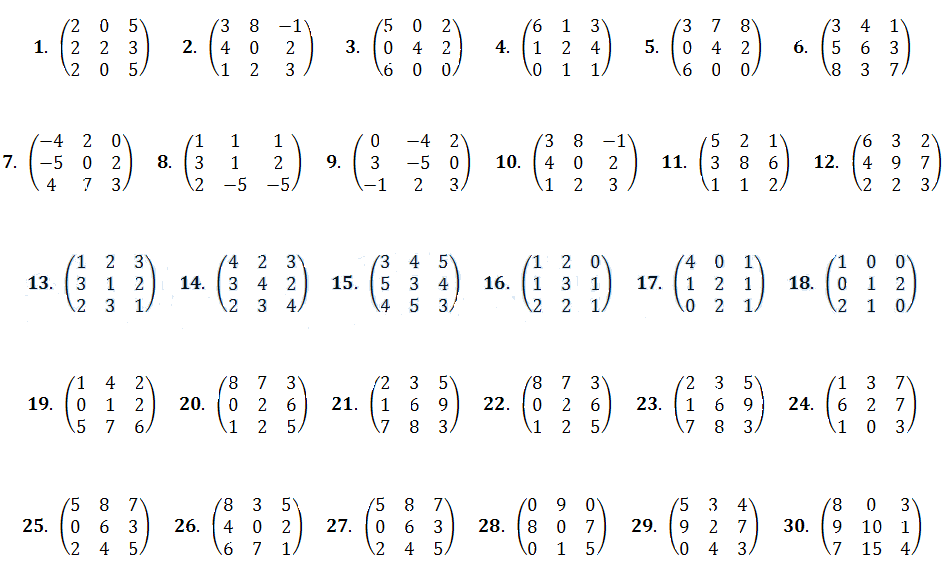 1. (2 0 5) 2. (3 8 −1) 3. (5 0 2) 4. (6 1 3) 5. (3 7 8) 6. (3 4 1)
(2 2 3) (4 0 2) (0 4 2) (1 2 4) (0 4 2) (5 6 3)
(2 0 5) (1 2 3) (6 0 0) (0 1 1) (6 0 0) (8 3 7)
7. (−4 2 0) 8. (1 1 1) 9. (0 −4 2) 10. (3 8 −1) 11. (5 2 1) 12. (6 3 2)
(−5 0 2) (3 1 2) (3 −5 0) (4 0 2) (3 8 6) (4 9 7)
(4 7 3) (2 −5 −5) (−1 2 3) (1 2 3) (1 1 2) (2 2 3)
13. (1 2 3) 14. (4 2 3) 15. (3 4 5) 16. (1 2 0) 17. (4 0 1) 18. (1 0 0)
(3 1 2) (3 4 2) (5 3 4) (1 3 1) (1 2 1) (0 1 2)
(2 3 1) (2 3 4) (4 5 3) (2 2 1) (0 2 1) (2 1 0)
19. (1 4 2) 20. (8 7 3) 21. (2 3 5) 22. (8 7 3) 23. (2 3 5) 24. (1 3 7)
(0 1 2) (0 2 6) (1 6 9) (0 2 6) (1 6 9) (6 2 7)
(5 7 6) (1 2 5) (7 8 3) (1 2 5) (7 8 3) (1 0 3)
25. (5 8 7) 26. (8 3 5) 27. (5 8 7) 28. (0 9 0) 29. (5 3 4) 30. (8 0 3)
(0 6 3) (4 0 2) (0 6 3) (8 0 7) (9 2 7) (9 10 1)
(2 4 5) (6 7 1) (2 4 5) (0 1 5) (0 4 3) (7 15 4)